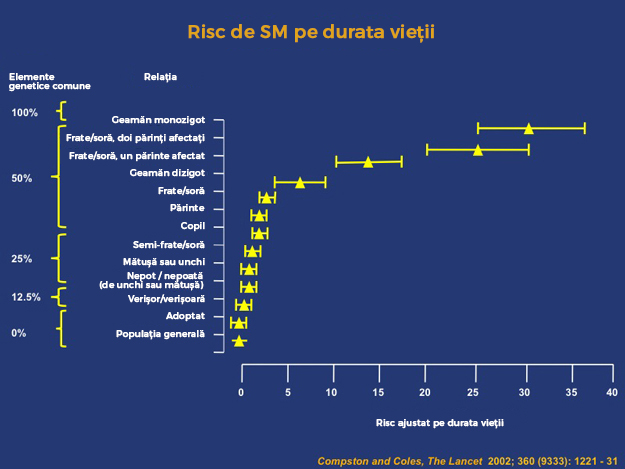 Risc de SM pe durata vieții
Elemente
genetice comune
Relația
100%
Geamăn monozigot
Frate/soră, doi părinți afectați
Frate/soră, un părinte afectat
Geamăn dizigot
50%
Frate/soră
Părinte
Copil
Semi-frate/soră
25%
Mătușă sau unchi
Nepot / nepoată
(de unchi sau mătușă)
12.5%
Verișor/verișoară
Adoptat
0%
Populația generală
0 5 10 15 20 25 30 35 40
Risc ajustat pe durata vieții
Compston and Coles, The Lancet 2002; 360 (9333): 1221 - 31